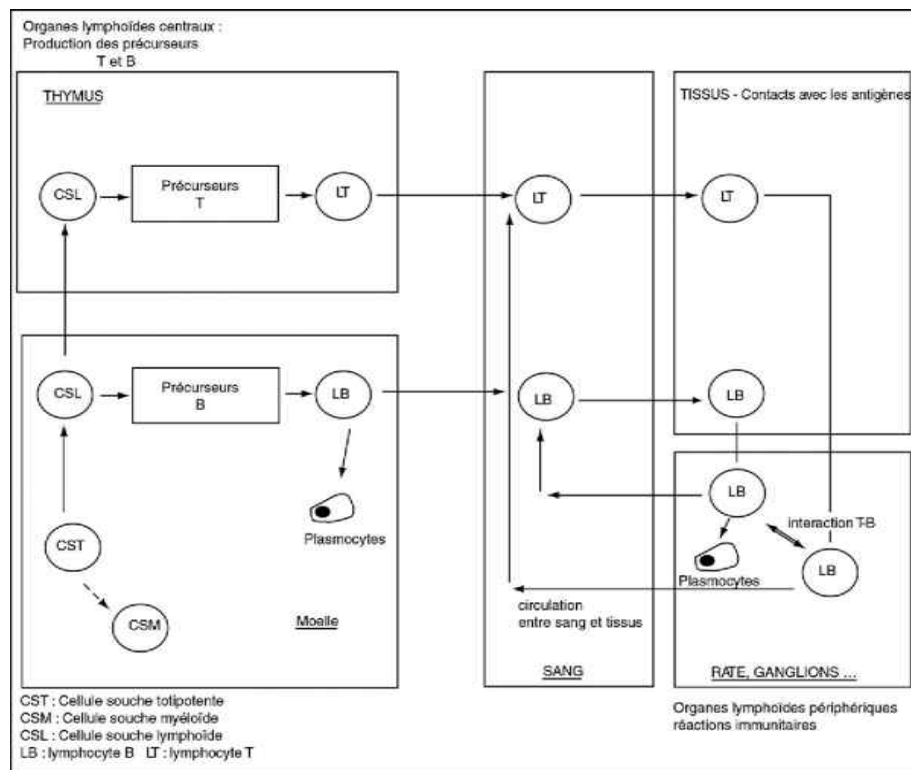 Organes lymphoïdes centraux :
Production des précurseurs
T et B
THYMUS
CSL
Précurseurs
T
LT
LT
TISSUS - Contacts avec les antigènes
LT
CSL
Précurseurs
B
LB
LB
LB
Plasmocytes
CST
CSM
Moelle
LB
interaction T-B
Plasmocytes
LB
circulation
entre sang et tissus
SANG
RATE, GANGLIONS ...
CST : Cellule souche totipotente
CSM : Cellule souche myéloïde
CSL : Cellule souche lymphoïde
LB : lymphocyte B LT : lymphocyte T
Organes lymphoïdes périphériques
réactions immunitaires